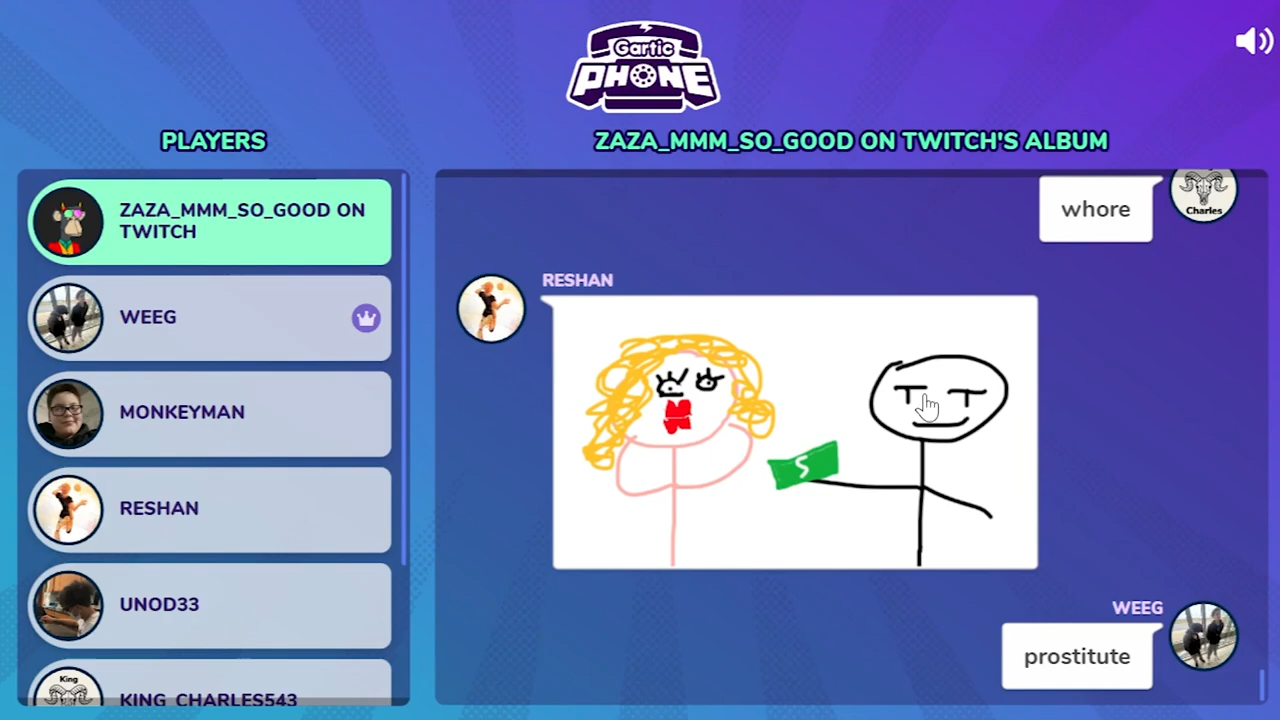 Gartic
PHONE
PLAYERS
ZAZA_MMM_SO_GOOD ON TWITCH'S ALBUM
ZAZA_MMM_SO_GOOD ON
TWITCH
WEEG
MONKEYMAN
RESHAN
UNOD33
King
KING_CHARLES543
whore
Charles
RESHAN
S
WEEG
prostitute